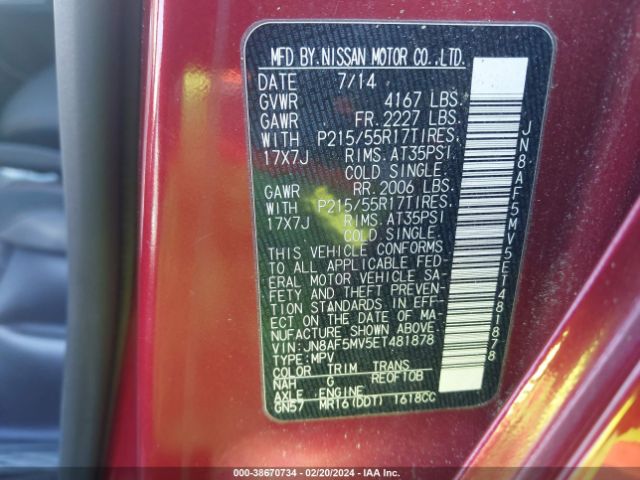 MFD BY. NISSAN MOTOR CO.,LTD.
DATE 7/14
GVWR 4167 LBS.
GAWR FR. 2227 LBS.
WITH P215/55R17TIRES.
17X7J RIMS. AT35PSI
COLD SINGLE.
GAWR RR. 2006 LBS.
WITH P215/55R17TIRES.
17X7J RIMS. AT35PSI
COLD SINGLE.
THIS VEHICLE CONFORMS
TO ALL APPLICABLE FED-
ERAL MOTOR VEHICLE SA-
FETY AND THEFT PREVEN-
TION STANDARDS IN EFF-
ECT ON THE DATE OF MA-
NUFACTURE SHOWN ABOVE.
VIN:JN8AF5MV5ET481878
TYPE:MPV
COLOR TRIM TRANS
NAH G RE0F10B
AXLE ENGINE
GN57 MR16(DDT) 1618CC
JN8AF5MV5ET481878
000-38670734 - 02/20/2024 - IAA Inc.